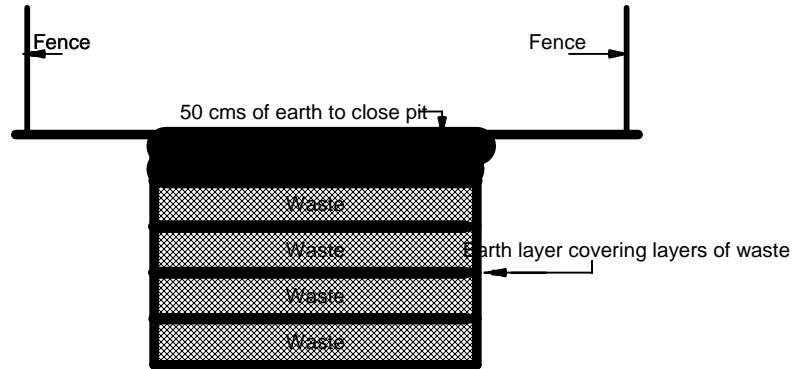 Fence
Fence
50 cms of earth to close pit
Waste
Waste
Earth layer covering layers of waste
Waste
Waste